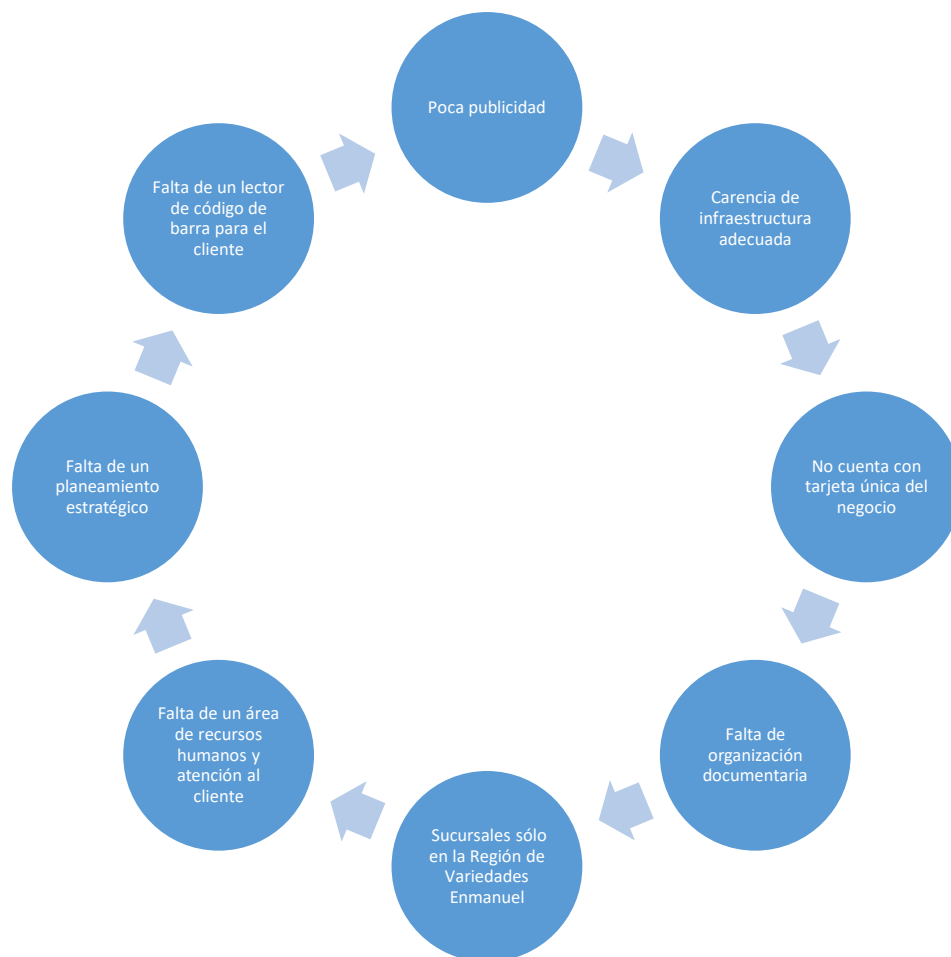 Poca publicidad
Carencia de
infraestructura
adecuada
No cuenta con
tarjeta única del
negocio
Falta de
organización
documentaria
Sucursales sólo
en la Región de
Variedades
Enmanuel
Falta de un área
de recursos
humanos y
atención al
cliente
Falta de un
planeamiento
estratégico
Falta de un lector
de código de
barra para el
cliente